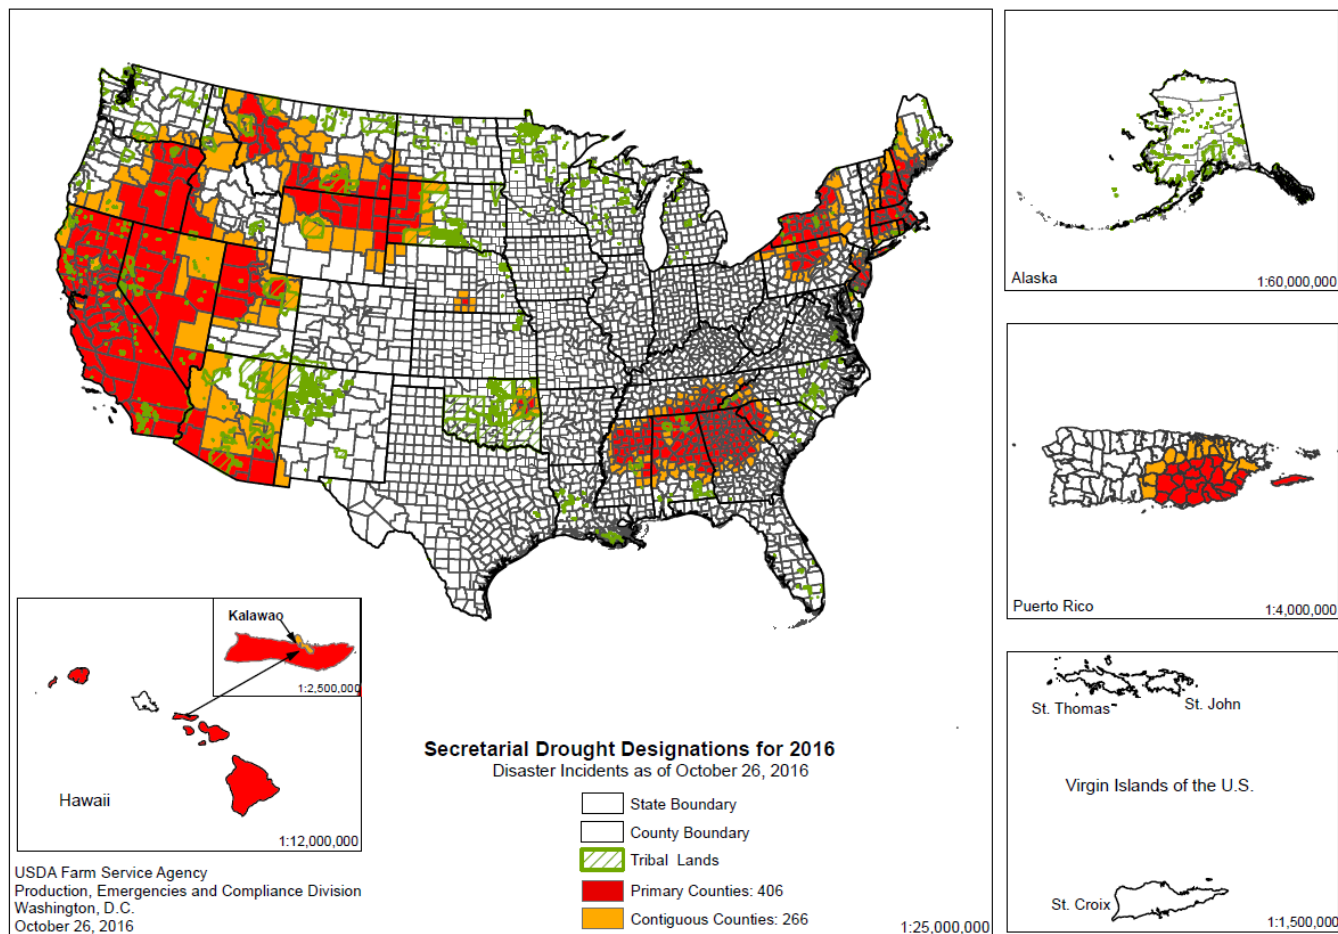 Alaska
1:60,000,000
Puerto Rico
1:4,000,000
Kalawao
1:2,500,000
Hawaii
1:12,000,000
St. Thomas
St. John
Virgin Islands of the U.S.
St. Croix
1:1,500,000
Secretarial Drought Designations for 2016
Disaster Incidents as of October 26, 2016
State Boundary
County Boundary
Tribal Lands
Primary Counties: 406
Contiguous Counties: 266
1:25,000,000
USDA Farm Service Agency
Production, Emergencies and Compliance Division
Washington, D.C.
October 26, 2016